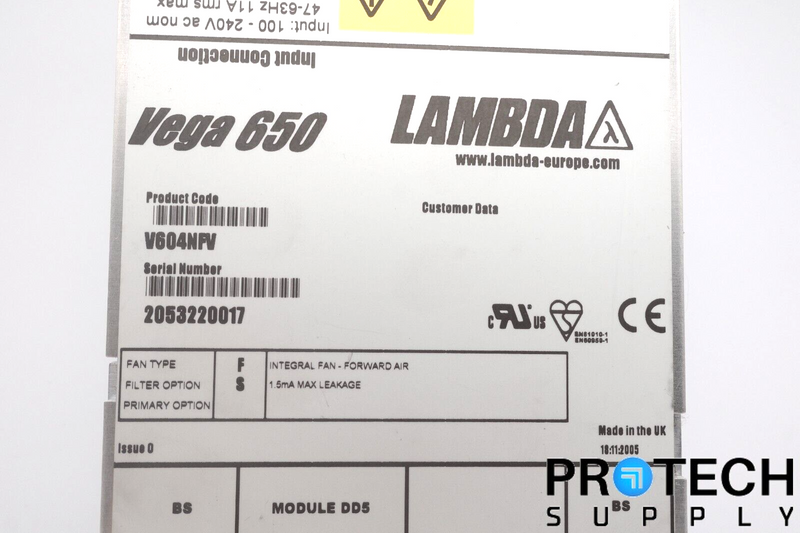 47-63Hz 11A rms max
Input: 100 - 240V ac nom
Input Connection
Vega 650
LAMBDA
www.lambda-europe.com
Product Code
V604NFV
Customer Data
Serial Number
2053220017
c RU US
CE
EN61010-1
EN60950-1
FAN TYPE F INTEGRAL FAN - FORWARD AIR
FILTER OPTION S 1.5mA MAX LEAKAGE
PRIMARY OPTION
Made in the UK
Issue D
18:11:2005
BS
MODULE DD5
BS
PROTECH
SUPPLY